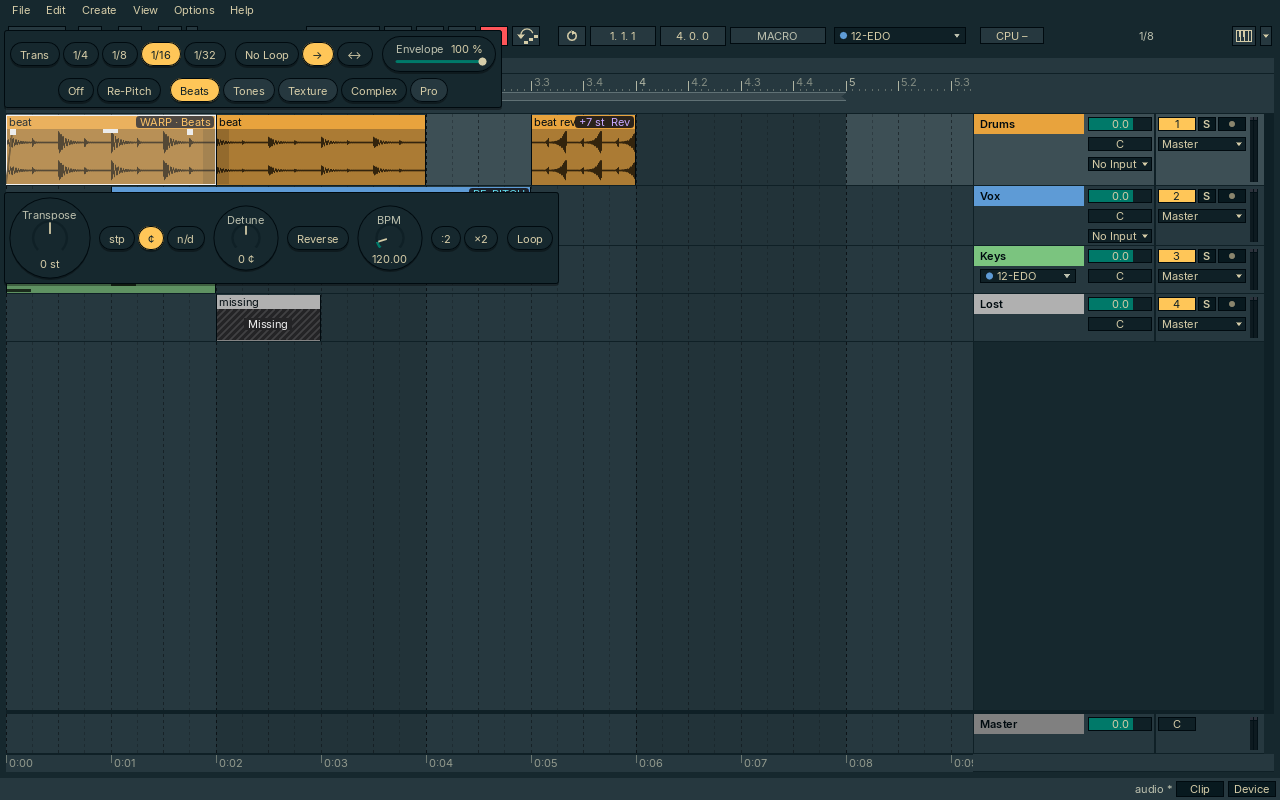 File Edit Create View Options Help
1. 1. 1 4. 0. 0 MACRO 12-EDO CPU – 1/8
Trans 1/4 1/8 1/16 1/32 No Loop → ↔ Envelope 100 %
Off Re-Pitch Beats Tones Texture Complex Pro
3.3 3.4 4 4.2 4.3 4.4 5 5.2 5.3
beat WARP · Beats beat beat rev +7 st Rev
Drums 0.0 1 S
C Master
No Input
RE-PITCH
Vox 0.0 2 S
C Master
No Input
Transpose 0 st stp ¢ n/d Detune 0 ¢ Reverse BPM 120.00 :2 ×2 Loop
Keys 0.0 3 S
12-EDO C Master
missing
Missing
Lost 0.0 4 S
C Master
Master 0.0 C
0:00 0:01 0:02 0:03 0:04 0:05 0:06 0:07 0:08
audio * Clip Device